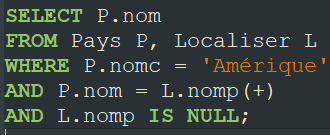 SELECT P.nom
FROM Pays P, Localiser L
WHERE P.nomc = 'Amérique'
AND P.nom = L.nomp(+)
AND L.nomp IS NULL;